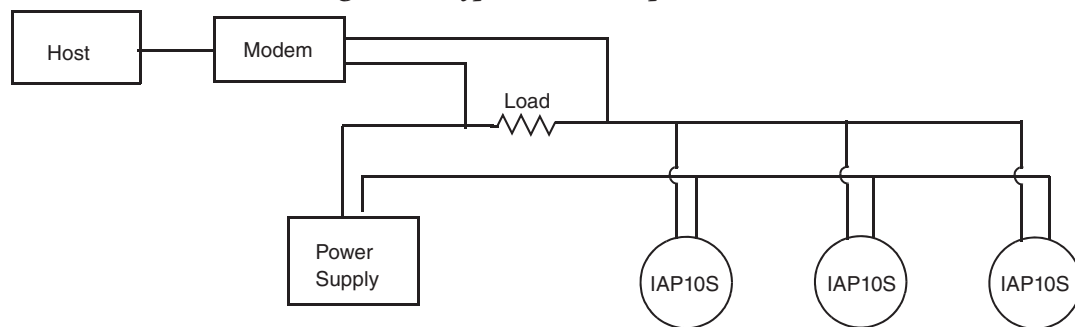 Host
Modem
Load
Power
Supply
IAP10S
IAP10S
IAP10S